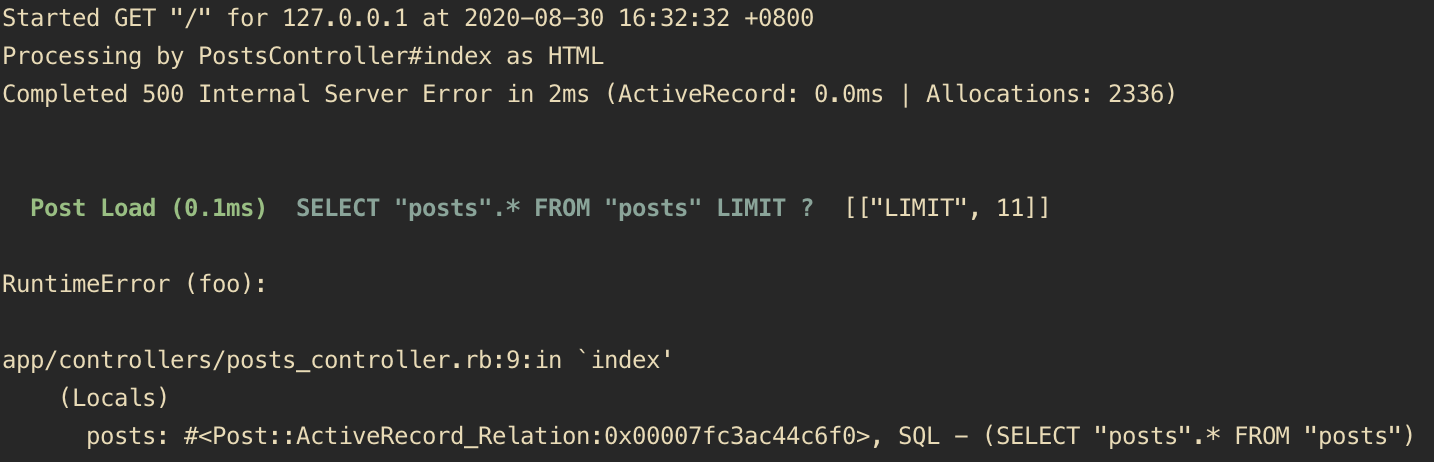 Started GET "/" for 127.0.0.1 at 2020-08-30 16:32:32 +0800
Processing by PostsController#index as HTML
Completed 500 Internal Server Error in 2ms (ActiveRecord: 0.0ms | Allocations: 2336)
Post Load (0.1ms)  SELECT "posts".* FROM "posts" LIMIT ?  [["LIMIT", 11]]
RuntimeError (foo):
app/controllers/posts_controller.rb:9:in `index'
(Locals)
posts: #<Post::ActiveRecord_Relation:0x00007fc3ac44c6f0>, SQL - (SELECT "posts".* FROM "posts")